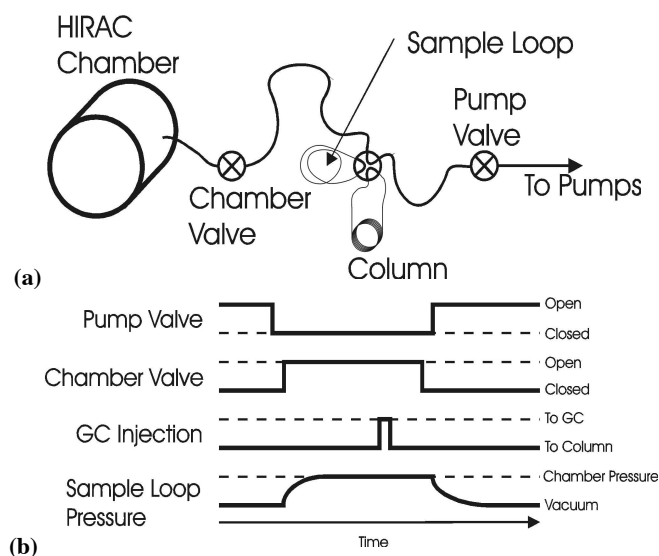 HIRAC
Chamber
Sample Loop
Pump
Valve
To Pumps
Chamber
Valve
Column
(a)
Pump Valve
Open
Closed
Chamber Valve
Open
Closed
GC Injection
To GC
To Column
Sample Loop
Pressure
Chamber Pressure
Vacuum
Time
(b)